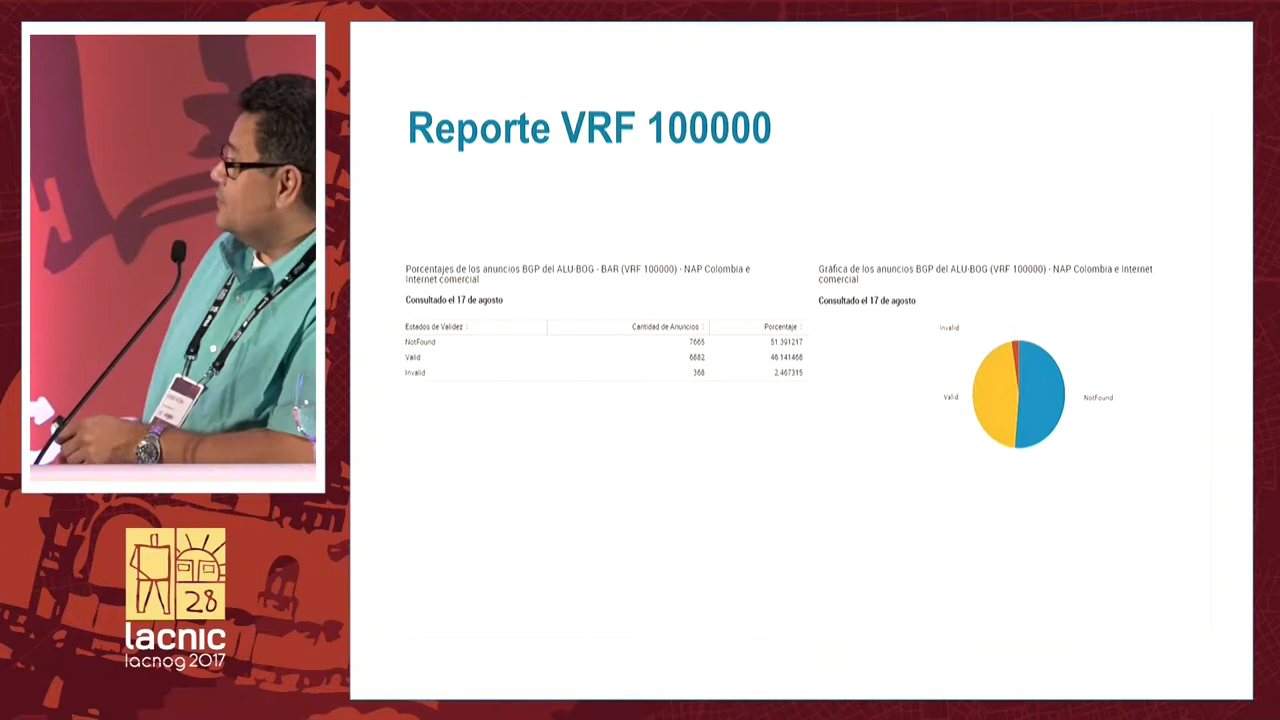 Reporte VRF 100000
Porcentajes de los anuncios BGP del ALU-BOG - BAR (VRF 100000) - NAP Colombia e
Internet comercial
Consultado el 17 de agosto
Estados de Validez Cantidad de Anuncios Porcentaje
NotFound 7665 51.391217
Valid 6882 46.141468
Invalid 368 2.467315
Gráfica de los anuncios BGP del ALU-BOG (VRF 100000) - NAP Colombia e Internet
comercial
Consultado el 17 de agosto
Invalid
Valid
NotFound
28
lacnic
lacnog 2017